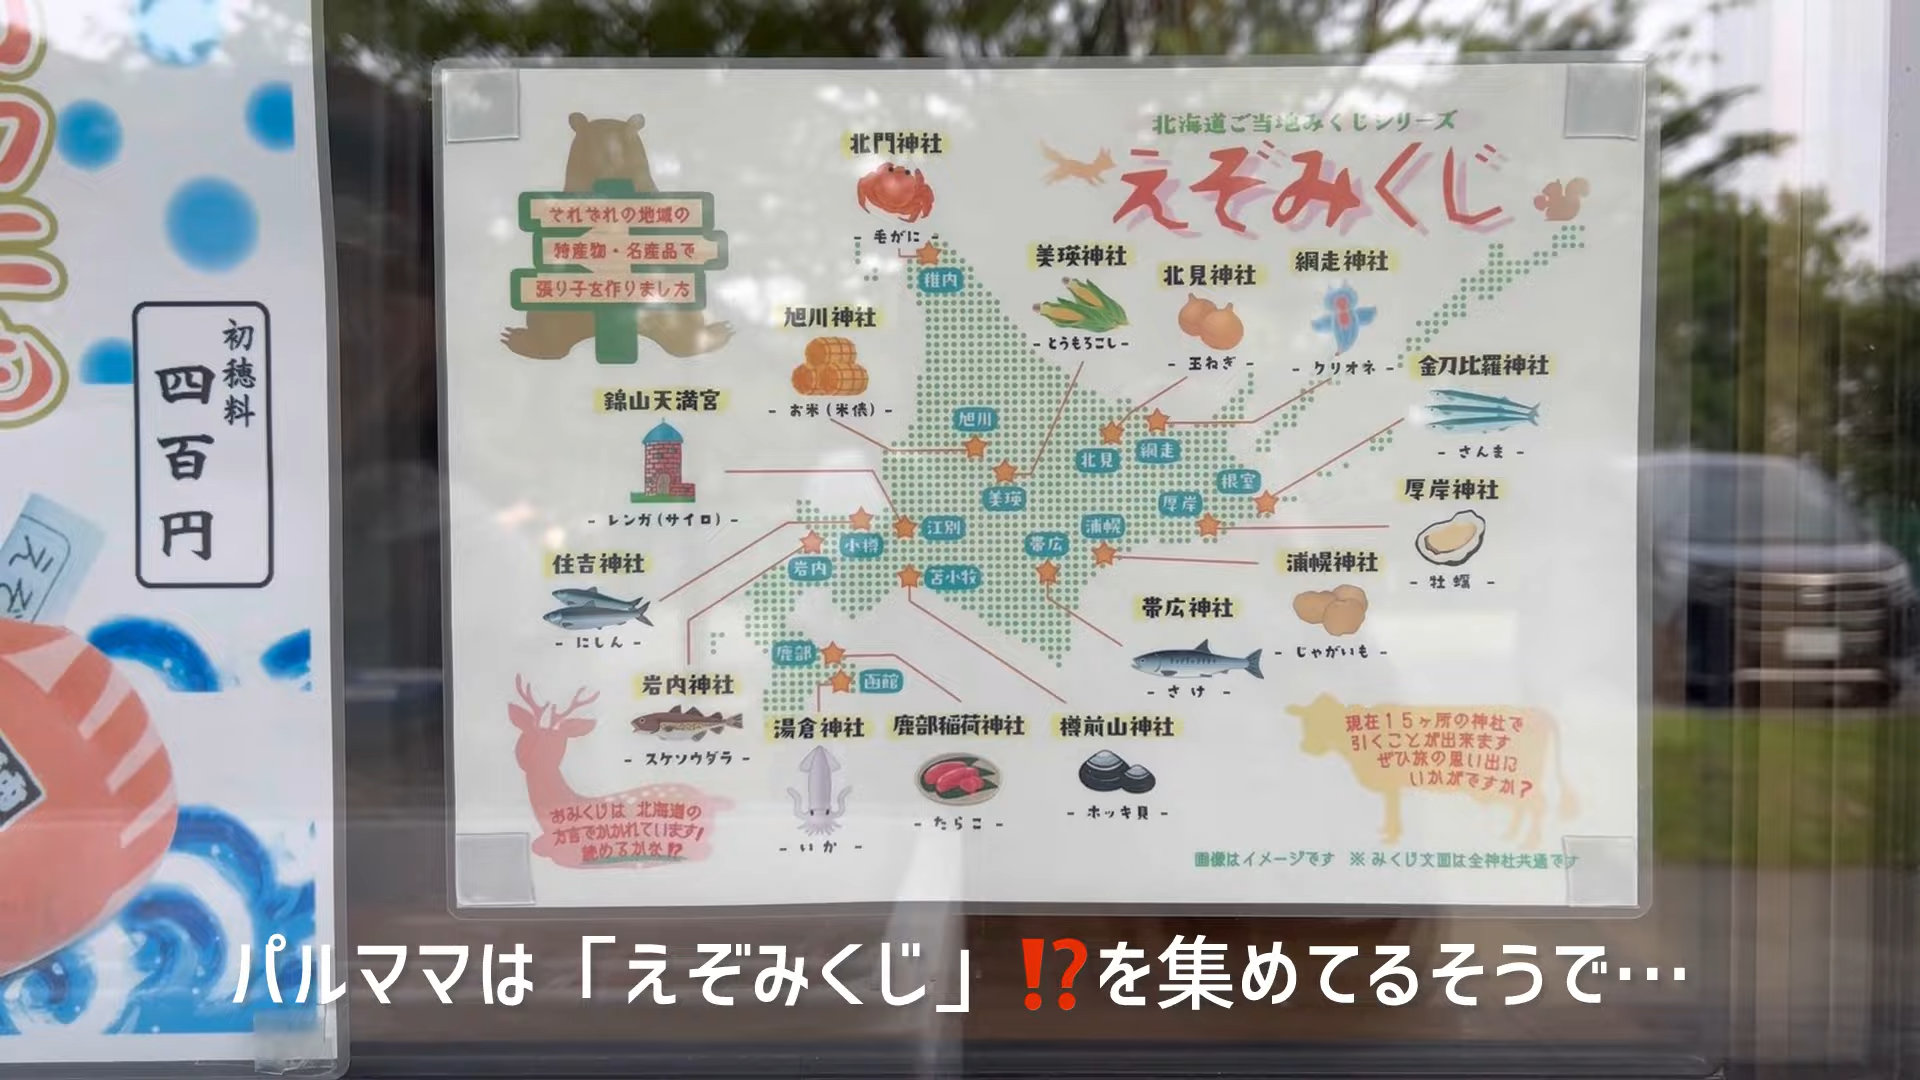 初穂料
四百円
北海道ご当地みくじシリーズ
えぞみくじ
それぞれの地域の
特産物・名産品で
張り子を作りました
北門神社
- 毛がに -
稚内
美瑛神社
- とうもろこし -
北見神社
- 玉ねぎ -
網走神社
- クリオネ -
旭川神社
- お米（米俵） -
金刀比羅神社
- さんま -
錦山天満宮
- レンガ（サイロ） -
旭川
北見
網走
美瑛
根室
厚岸
厚岸神社
- 牡蠣 -
浦幌
江別
小樽
帯広
岩内
苫小牧
住吉神社
- にしん -
浦幌神社
- じゃがいも -
帯広神社
- さけ -
鹿部
函館
岩内神社
- スケソウダラ -
湯倉神社
- いか -
鹿部稲荷神社
- たらこ -
樽前山神社
- ホッキ貝 -
おみくじは 北海道の
方言でかかれています!
読めるかな!?
現在15ヶ所の神社で
引くことが出来ます
ぜひ旅の思い出に
いかがですか?
画像はイメージです ※みくじ文面は全神社共通です
パルママは「えぞみくじ」⁉を集めてるそうで…